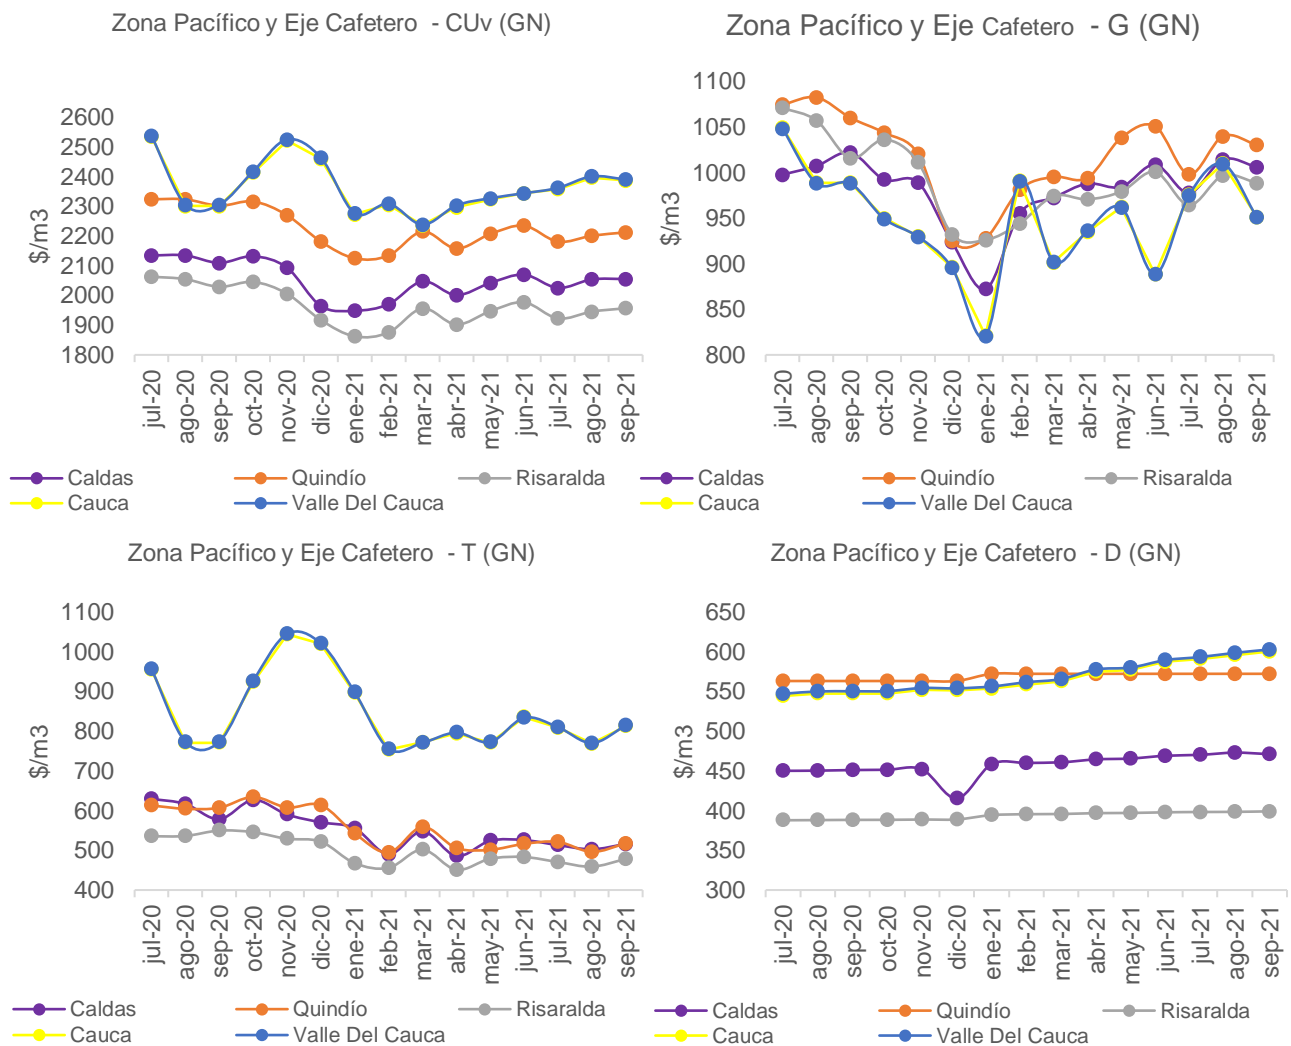 Zona Pacífico y Eje Cafetero - CUv (GN)
$/m3
2600
2500
2400
2300
2200
2100
2000
1900
1800
jul-20
ago-20
sep-20
oct-20
nov-20
dic-20
ene-21
feb-21
mar-21
abr-21
may-21
jun-21
jul-21
ago-21
sep-21
Caldas Quindío Risaralda
Cauca Valle Del Cauca
Zona Pacífico y Eje Cafetero - G (GN)
$/m3
1100
1050
1000
950
900
850
800
jul-20
ago-20
sep-20
oct-20
nov-20
dic-20
ene-21
feb-21
mar-21
abr-21
may-21
jun-21
jul-21
ago-21
sep-21
Caldas Quindío Risaralda
Cauca Valle Del Cauca
Zona Pacífico y Eje Cafetero - T (GN)
$/m3
1100
1000
900
800
700
600
500
400
jul-20
ago-20
sep-20
oct-20
nov-20
dic-20
ene-21
feb-21
mar-21
abr-21
may-21
jun-21
jul-21
ago-21
sep-21
Caldas Quindío Risaralda
Cauca Valle Del Cauca
Zona Pacífico y Eje Cafetero - D (GN)
$/m3
650
600
550
500
450
400
350
300
jul-20
ago-20
sep-20
oct-20
nov-20
dic-20
ene-21
feb-21
mar-21
abr-21
may-21
jun-21
jul-21
ago-21
sep-21
Caldas Quindío Risaralda
Cauca Valle Del Cauca